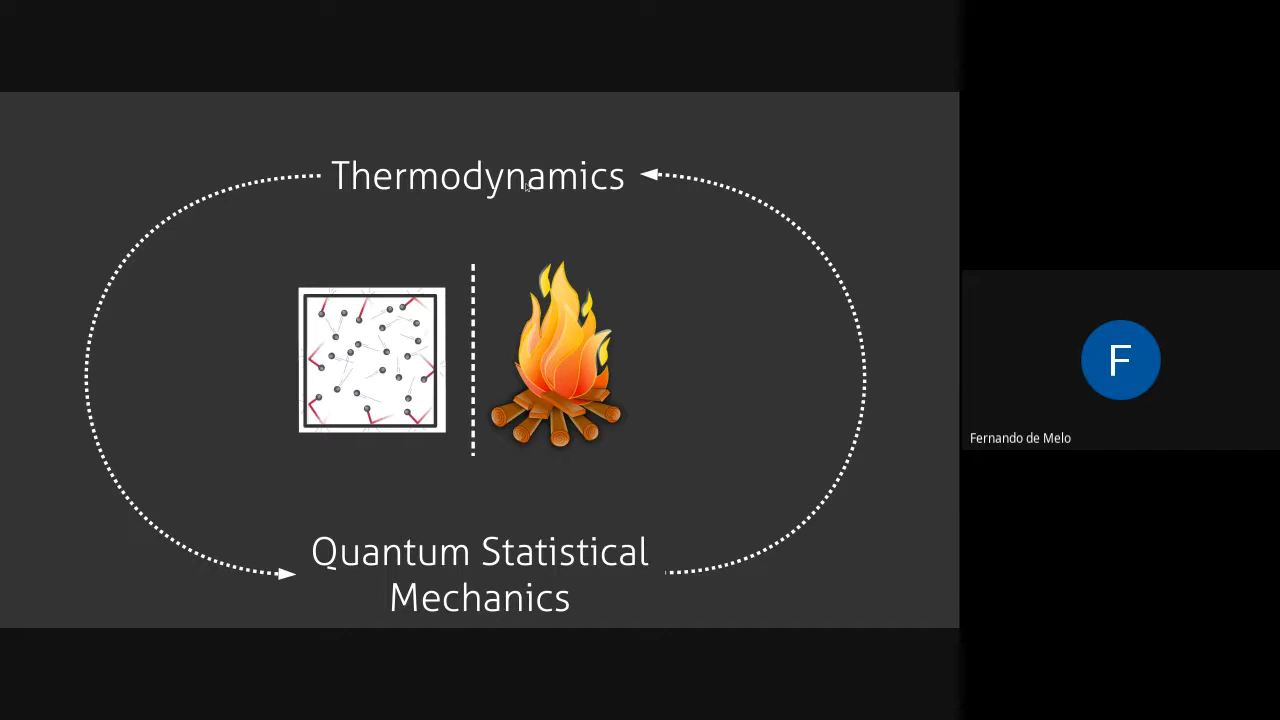 Thermodynamics
Quantum Statistical
Mechanics
F
Fernando de Melo